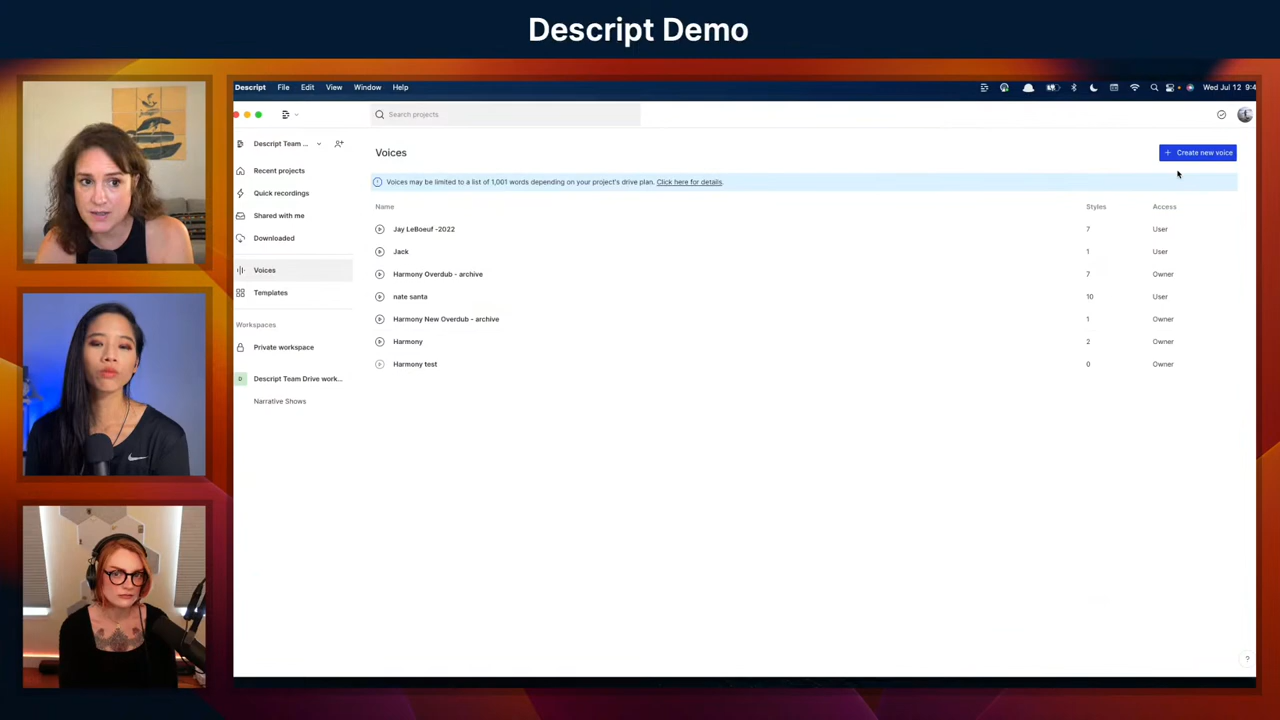 Descript Demo
Descript File Edit View Window Help
Wed Jul 12 9:4
Search projects
Descript Team ...
Recent projects
Quick recordings
Shared with me
Downloaded
Voices
Templates
Workspaces
Private workspace
D Descript Team Drive work...
Narrative Shows
Voices
+ Create new voice
Voices may be limited to a list of 1,001 words depending on your project's drive plan. Click here for details.
Name Styles Access
Jay LeBoeuf -2022 7 User
Jack 1 User
Harmony Overdub - archive 7 Owner
nate santa 10 User
Harmony New Overdub - archive 1 Owner
Harmony 2 Owner
Harmony test 0 Owner
?